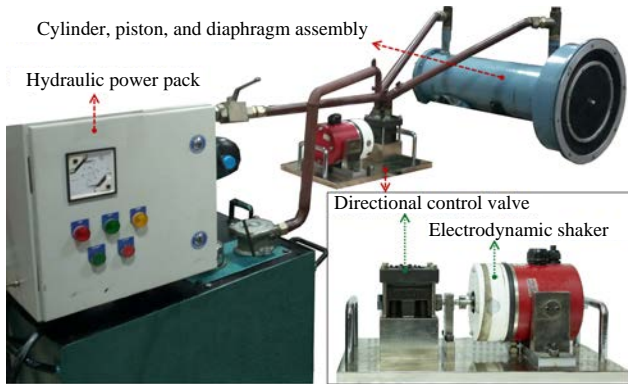 Cylinder, piston, and diaphragm assembly
Hydraulic power pack
Directional control valve
Electrodynamic shaker